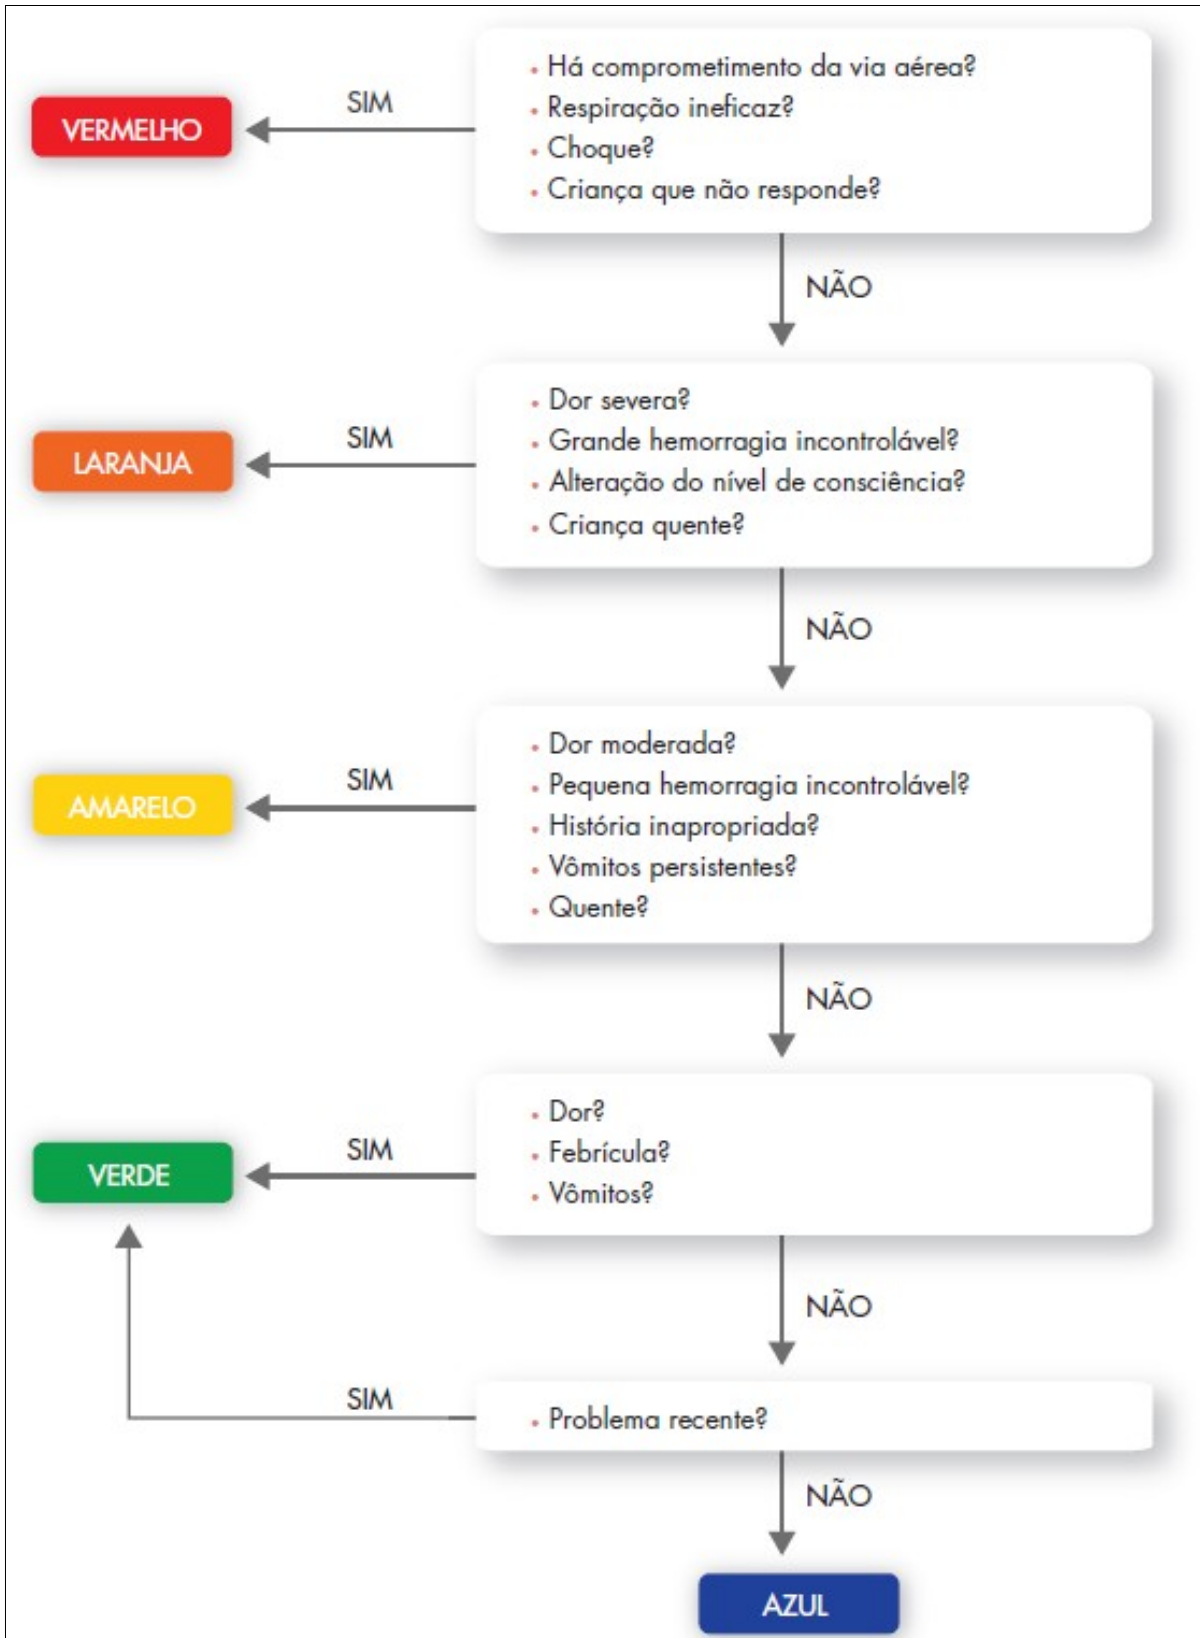 • Há comprometimento da via aérea?
• Respiração ineficaz?
• Choque?
• Criança que não responde?
SIM
VERMELHO
NÃO
• Dor severa?
• Grande hemorragia incontrolável?
• Alteração do nível de consciência?
• Criança quente?
SIM
LARANJA
NÃO
• Dor moderada?
• Pequena hemorragia incontrolável?
• História inapropriada?
• Vômitos persistentes?
• Quente?
SIM
AMARELO
NÃO
• Dor?
• Febrícula?
• Vômitos?
SIM
VERDE
NÃO
• Problema recente?
SIM
NÃO
AZUL